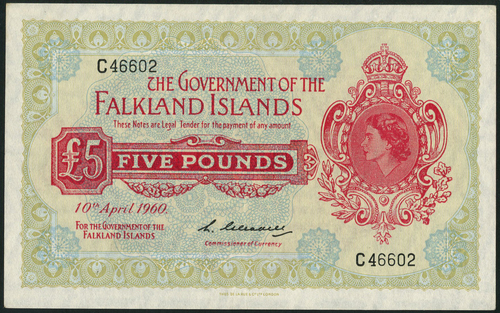 C46602
THE GOVERNMENT OF THE
FALKLAND ISLANDS
These Notes are Legal Tender for the payment of any amount
£5 FIVE POUNDS
10th April 1960.
FOR THE GOVERNMENT OF THE
FALKLAND ISLANDS
Commissioner of Currency
C46602